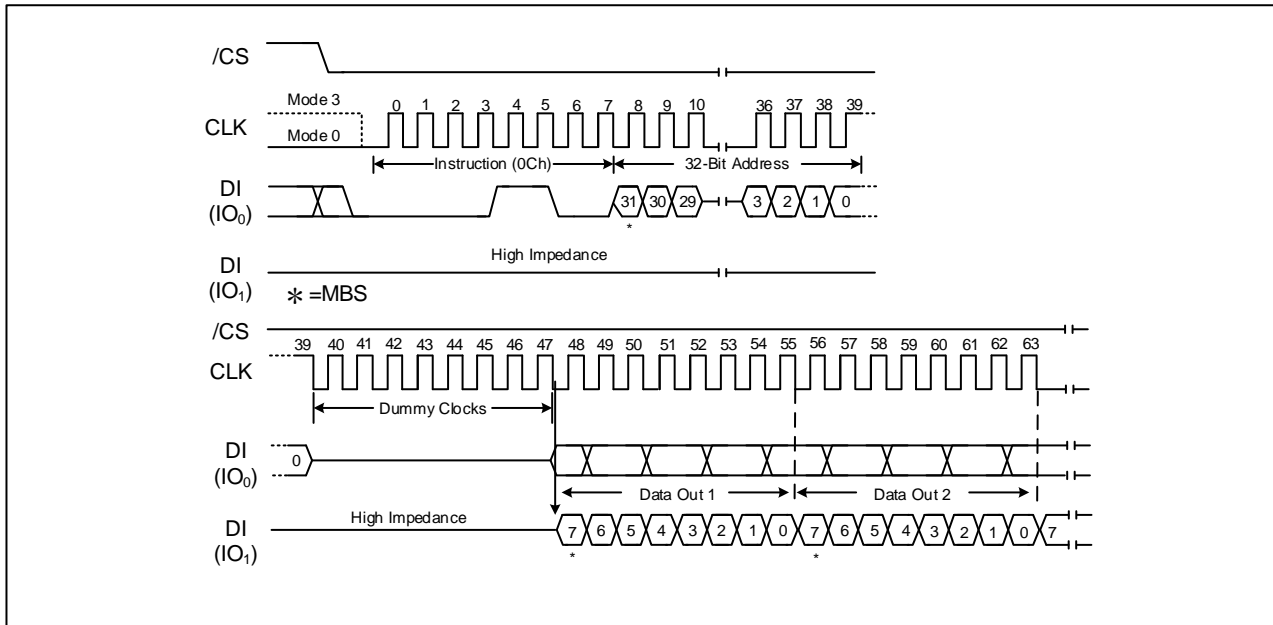 /CS
Mode 3
0 1 2 3 4 5 6 7 8 9 10 36 37 38 39
CLK
Mode 0
Instruction (0Ch) 32-Bit Address
DI
(IO₀)
31 30 29 3 2 1 0
*
High Impedance
DI
(IO₁)
* =MBS
/CS
39 40 41 42 43 44 45 46 47 48 49 50 51 52 53 54 55 56 57 58 59 60 61 62 63
CLK
Dummy Clocks
DI
(IO₀)
0
Data Out 1 Data Out 2
High Impedance
DI
(IO₁)
7 6 5 4 3 2 1 0 7 6 5 4 3 2 1 0 7
* *